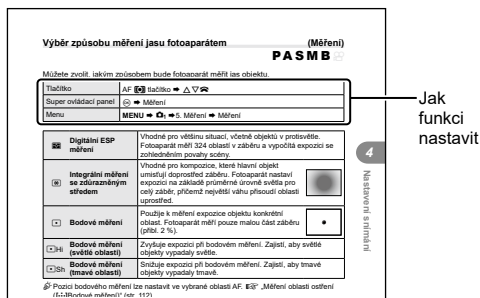 Výběr způsobu měření jasu fotoaparátem (Měření)
PASMB
Můžete zvolit, jakým způsobem bude fotoaparát měřit jas objektu.
Tlačítko AF [•] tlačítko ➡ △▽
Super ovládací panel OK ➡ Měření
Menu MENU ➡ 1 ➡ 5. Měření ➡ Měření
Jak
funkci
nastavit
Digitální ESP
měření
Vhodné pro většinu situací, včetně objektů v protisvětle.
Fotoaparát měří 324 oblastí v záběru a vypočítá expozici se
zohledněním povahy scény.
Integrální měření
se zdůrazněným
středem
Vhodné pro kompozice, které hlavní objekt
umisťují doprostřed záběru. Fotoaparát nastaví
expozici na základě průměrné úrovně světla pro
celý záběr, přičemž největší váhu přisoudí oblasti
uprostřed.
Bodové měření
Použije k měření expozice objektu konkrétní
oblast. Fotoaparát měří pouze malou část záběru
(přibl. 2 %).
Hi Bodové měření
(světlé oblasti)
Zvyšuje expozici při bodovém měření. Zajistí, aby světlé
objekty vypadaly světle.
Sh Bodové měření
(tmavé oblasti)
Snižuje expozici při bodovém měření. Zajistí, aby tmavé
objekty vypadaly tmavě.
Pozici bodového měření lze nastavit ve vybrané oblasti AF. „Měření oblasti ostření
([•]Bodové měření)“ (str. 112)
4
Nastavení snímání